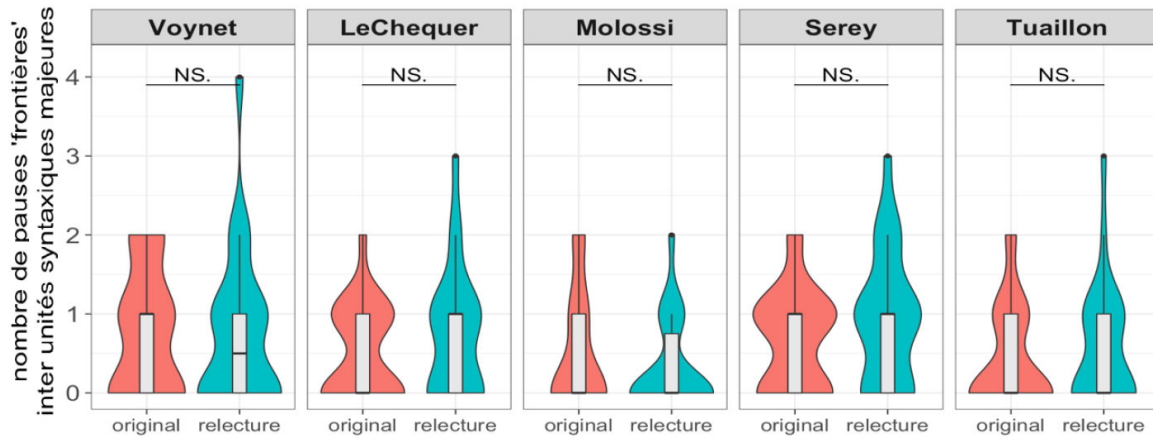 Voynet LeChequer Molossi Serey Tuaillon
nombre de pauses 'frontières'
inter unités syntaxiques majeures
4
3
2
1
0
NS. NS. NS. NS. NS.
original relecture original relecture original relecture original relecture original relecture